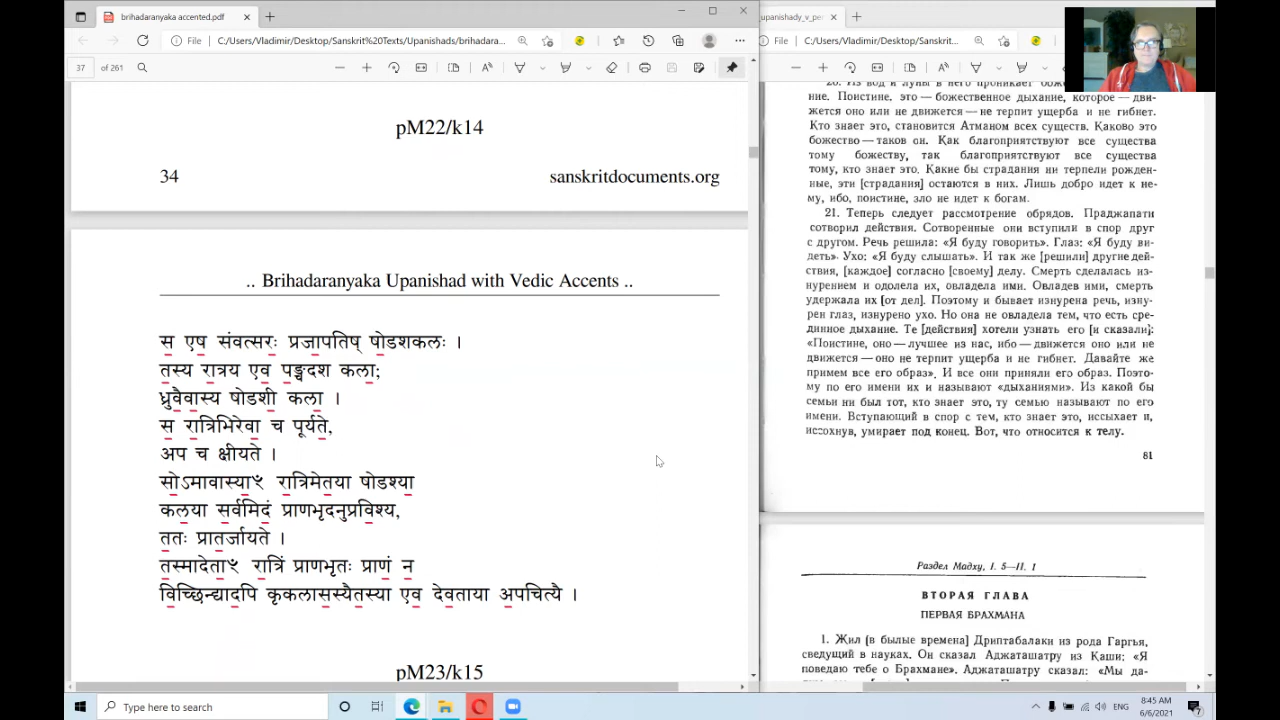 brihadaranyaka accented.pdf
File
C:/Users/Vladimir/Desktop/Sanskrit%20Texts/Upanishads/brihadara...
37 of 261
pM22/k14
34 sanskritdocuments.org
.. Brihadaranyaka Upanishad with Vedic Accents ..
स एष संवत्सरः प्रजापतिष् षोडशकलः ।
तस्य रात्रय एव पञ्चदश कला;
ध्रुवैवास्य षोडशी कला ।
स रात्रिभिरेवा च पूर्यते,
अप च क्षीयते ।
सोऽमावास्याꣳ रात्रिमेतया षोडश्या
कलया सर्वमिदं प्राणभृदनुप्रविश्य,
ततः प्रातर्जायते ।
तस्मादेताꣳ रात्रिं प्राणभृतः प्राणं न
विच्छिन्द्यादपि कृकलासस्यैतस्या एव देवताया अपचित्यै ।
pM23/k15
upanishady_v_pe
File
C:/Users/Vladimir/Desktop/Sanskrit...
20. Из вод и луны в него проникает боже-
ние. Поистине, это — божественное дыхание, которое — дви-
жется оно или не движется — не терпит ущерба и не гибнет.
Кто знает это, становится Атманом всех существ. Каково это
божество — таков он. Как благоприятствуют все существа
тому божеству, так благоприятствуют все существа
тому, кто знает это. Какие бы страдания ни терпели рожден-
ные, эти [страдания] остаются в них. Лишь добро идет к не-
му, ибо, поистине, зло не идет к богам.
21. Теперь следует рассмотрение обрядов. Праджапати
сотворил действия. Сотворенные они вступили в спор друг
с другом. Речь решила: «Я буду говорить». Глаз: «Я буду ви-
деть». Ухо: «Я буду слышать». И так же [решили] другие дей-
ствия, [каждое] согласно [своему] делу. Смерть сделалась из-
нурением и одолела их, овладела ими. Овладев ими, смерть
удержала их [от дел]. Поэтому и бывает изнурена речь, изну-
рен глаз, изнурено ухо. Но она не овладела тем, что есть сре-
динное дыхание. Те [действия] хотели узнать его [и сказали]:
«Поистине, оно — лучшее из нас, ибо — движется оно или не
движется — оно не терпит ущерба и не гибнет. Давайте же
примем все его образ». И все они приняли его образ. Поэто-
му по его имени их и называют «дыханиями». Из какой бы
семьи ни был тот, кто знает это, ту семью называют по его
имени. Вступающий в спор с тем, кто знает это, иссыхает и,
иссохнув, умирает под конец. Вот, что относится к телу.
81
Раздел Мадху, I. 5—II. 1
ВТОРАЯ ГЛАВА
ПЕРВАЯ БРАХМАНА
1. Жил [в былые времена] Дриптабалаки из рода Гаргья,
сведущий в науках. Он сказал Аджаташатру из Каши: «Я
поведаю тебе о Брахмане». Аджаташатру сказал: «Мы да-
Type here to search
ENG
8:45 AM
6/6/2021
7